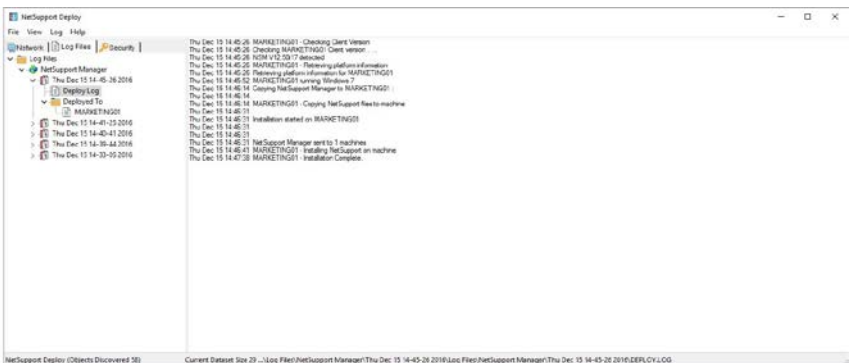 NetSupport Deploy
File View Log Help
Network Log Files Security
Log Files
NetSupport Manager
Thu Dec 15 14-45-26 2016
Deploy Log
Deployed To
MARKETING01
Thu Dec 15 14-41-25 2016
Thu Dec 15 14-40-41 2016
Thu Dec 15 14-39-44 2016
Thu Dec 15 14-33-05 2016
Thu Dec 15 14:45:26 MARKETING01 - Checking Client Version
Thu Dec 15 14:45:26 Checking MARKETING01 Client version . . .
Thu Dec 15 14:45:26 NSM V12.50f17 detected
Thu Dec 15 14:45:26 MARKETING01 - Retrieving platform information
Thu Dec 15 14:45:26 Retrieving platform information for MARKETING01
Thu Dec 15 14:45:52 MARKETING01 running Windows 7
Thu Dec 15 14:46:14 Copying NetSupport Manager to MARKETING01 :
Thu Dec 15 14:46:14
Thu Dec 15 14:46:14 MARKETING01 - Copying NetSupport files to machine
Thu Dec 15 14:46:31
Thu Dec 15 14:46:31 Installation started on MARKETING01
Thu Dec 15 14:46:31
Thu Dec 15 14:46:31
Thu Dec 15 14:46:31 NetSupport Manager sent to 1 machines
Thu Dec 15 14:46:41 MARKETING01 - Installing NetSupport on machine
Thu Dec 15 14:47:38 MARKETING01 - Installation Complete.
NetSupport Deploy (Objects Discovered 58)
Current Dataset Size 29 ...\Log Files\NetSupport Manager\Thu Dec 15 14-45-26 2016\Log Files\NetSupport Manager\Thu Dec 15 14-45-26 2016\DEPLOY.LOG